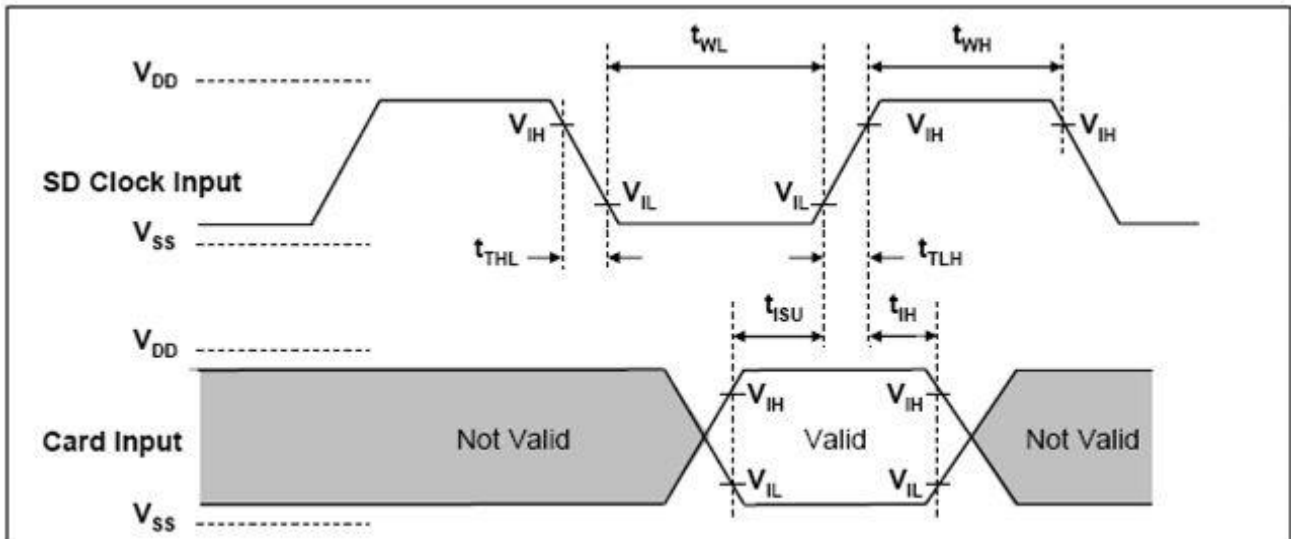 tWL tWH
VDD
VIH VIH VIH
SD Clock Input
VIL VIL
VSS
tTHL tTLH
tISU tIH
VDD
VIH VIH
Card Input Not Valid Valid Not Valid
VIL VIL
VSS